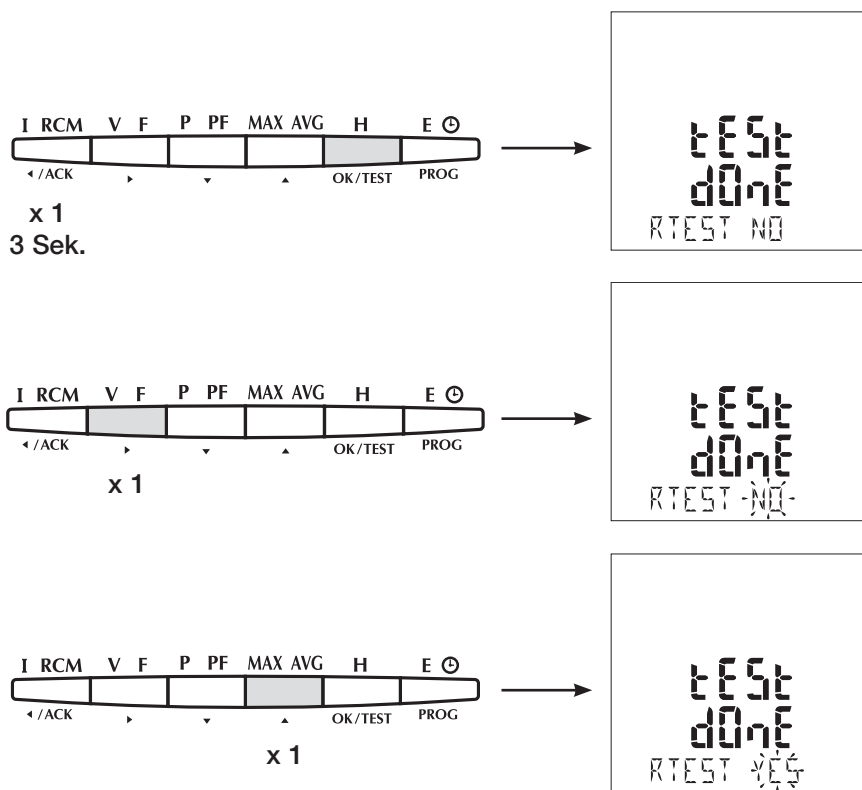 I RCM V F P PF MAX AVG H E
/ACK OK/TEST PROG
x 1
3 Sek.
tESt
dOnE
RTEST NO
I RCM V F P PF MAX AVG H E
/ACK OK/TEST PROG
x 1
tESt
dOnE
RTEST NO
I RCM V F P PF MAX AVG H E
/ACK OK/TEST PROG
x 1
tESt
dOnE
RTEST YES